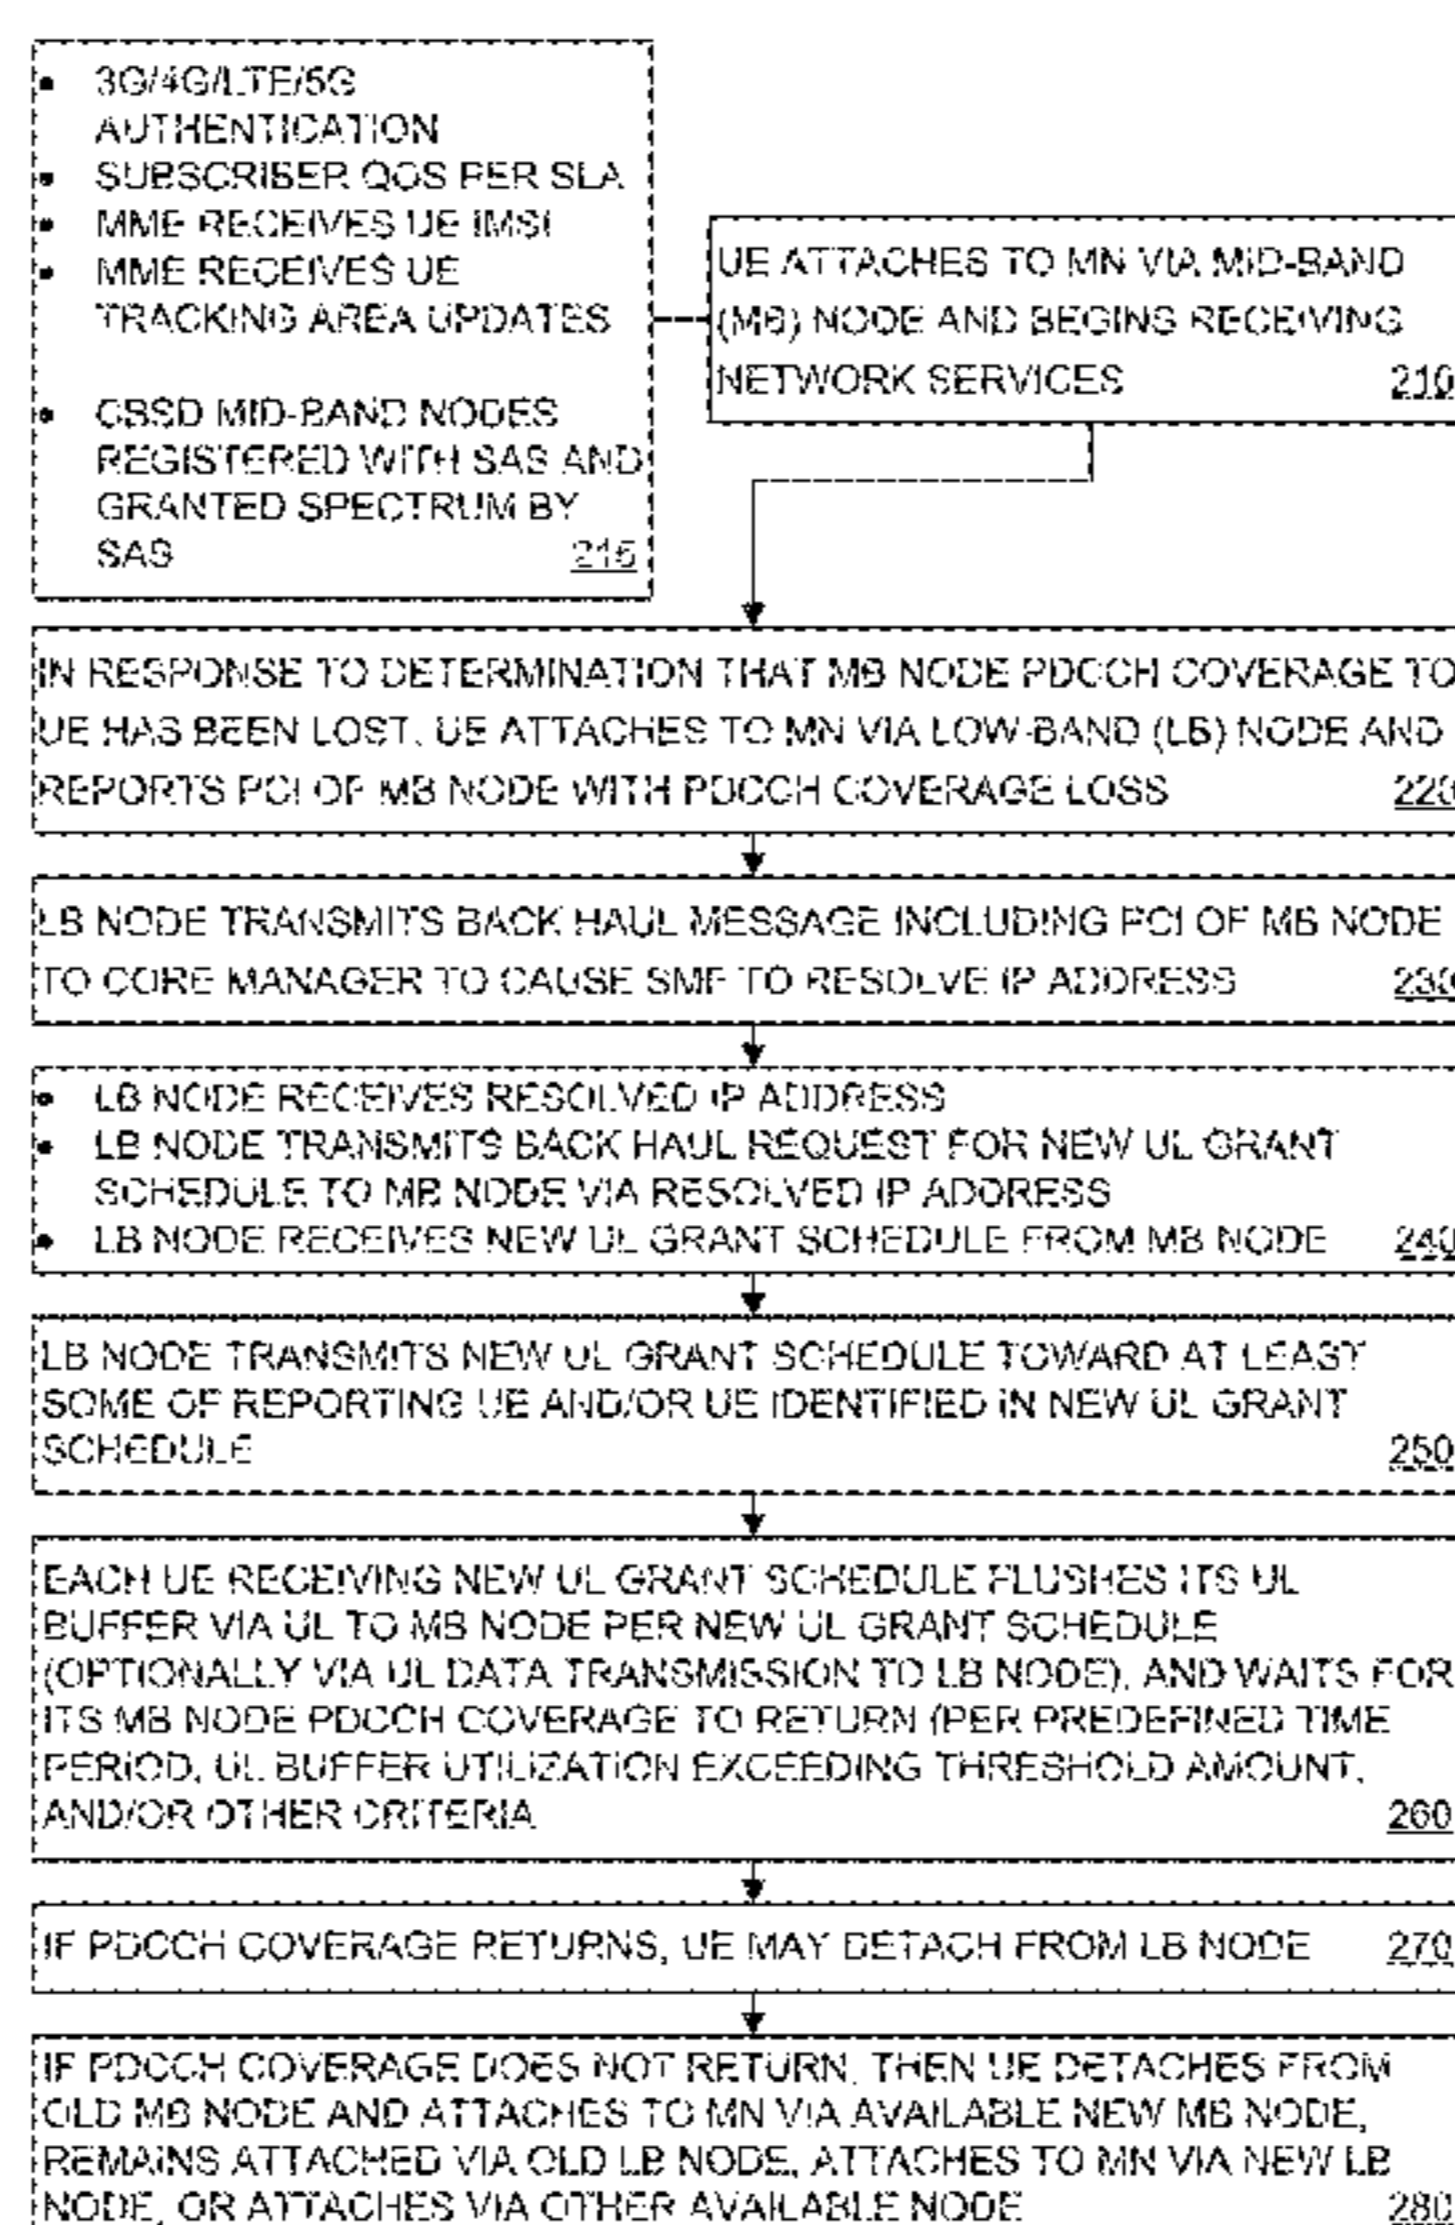 • 3G/4G/LTE/5G
AUTHENTICATION
• SUBSCRIBER QOS PER SLA
• MME RECEIVES UE IMSI
• MME RECEIVES UE
TRACKING AREA UPDATES
• CBSD MID-BAND NODES
REGISTERED WITH SAS AND
GRANTED SPECTRUM BY
SAS 215
UE ATTACHES TO MN VIA MID-BAND
(MB) NODE AND BEGINS RECEIVING
NETWORK SERVICES 210
IN RESPONSE TO DETERMINATION THAT MB NODE PDCCH COVERAGE TO
UE HAS BEEN LOST, UE ATTACHES TO MN VIA LOW-BAND (LB) NODE AND
REPORTS PCI OF MB NODE WITH PDCCH COVERAGE LOSS 220
LB NODE TRANSMITS BACK HAUL MESSAGE INCLUDING PCI OF MB NODE
TO CORE MANAGER TO CAUSE SMF TO RESOLVE IP ADDRESS 230
• LB NODE RECEIVES RESOLVED IP ADDRESS
• LB NODE TRANSMITS BACK HAUL REQUEST FOR NEW UL GRANT
SCHEDULE TO MB NODE VIA RESOLVED IP ADDRESS
• LB NODE RECEIVES NEW UL GRANT SCHEDULE FROM MB NODE 240
LB NODE TRANSMITS NEW UL GRANT SCHEDULE TOWARD AT LEAST
SOME OF REPORTING UE AND/OR UE IDENTIFIED IN NEW UL GRANT
SCHEDULE 250
EACH UE RECEIVING NEW UL GRANT SCHEDULE FLUSHES ITS UL
BUFFER VIA UL TO MB NODE PER NEW UL GRANT SCHEDULE
(OPTIONALLY VIA UL DATA TRANSMISSION TO LB NODE), AND WAITS FOR
ITS MB NODE PDCCH COVERAGE TO RETURN (PER PREDEFINED TIME
PERIOD, UL BUFFER UTILIZATION EXCEEDING THRESHOLD AMOUNT,
AND/OR OTHER CRITERIA 260
IF PDCCH COVERAGE RETURNS, UE MAY DETACH FROM LB NODE 270
IF PDCCH COVERAGE DOES NOT RETURN, THEN UE DETACHES FROM
OLD MB NODE AND ATTACHES TO MN VIA AVAILABLE NEW MB NODE,
REMAINS ATTACHED VIA OLD LB NODE, ATTACHES TO MN VIA NEW LB
NODE, OR ATTACHES VIA OTHER AVAILABLE NODE 280